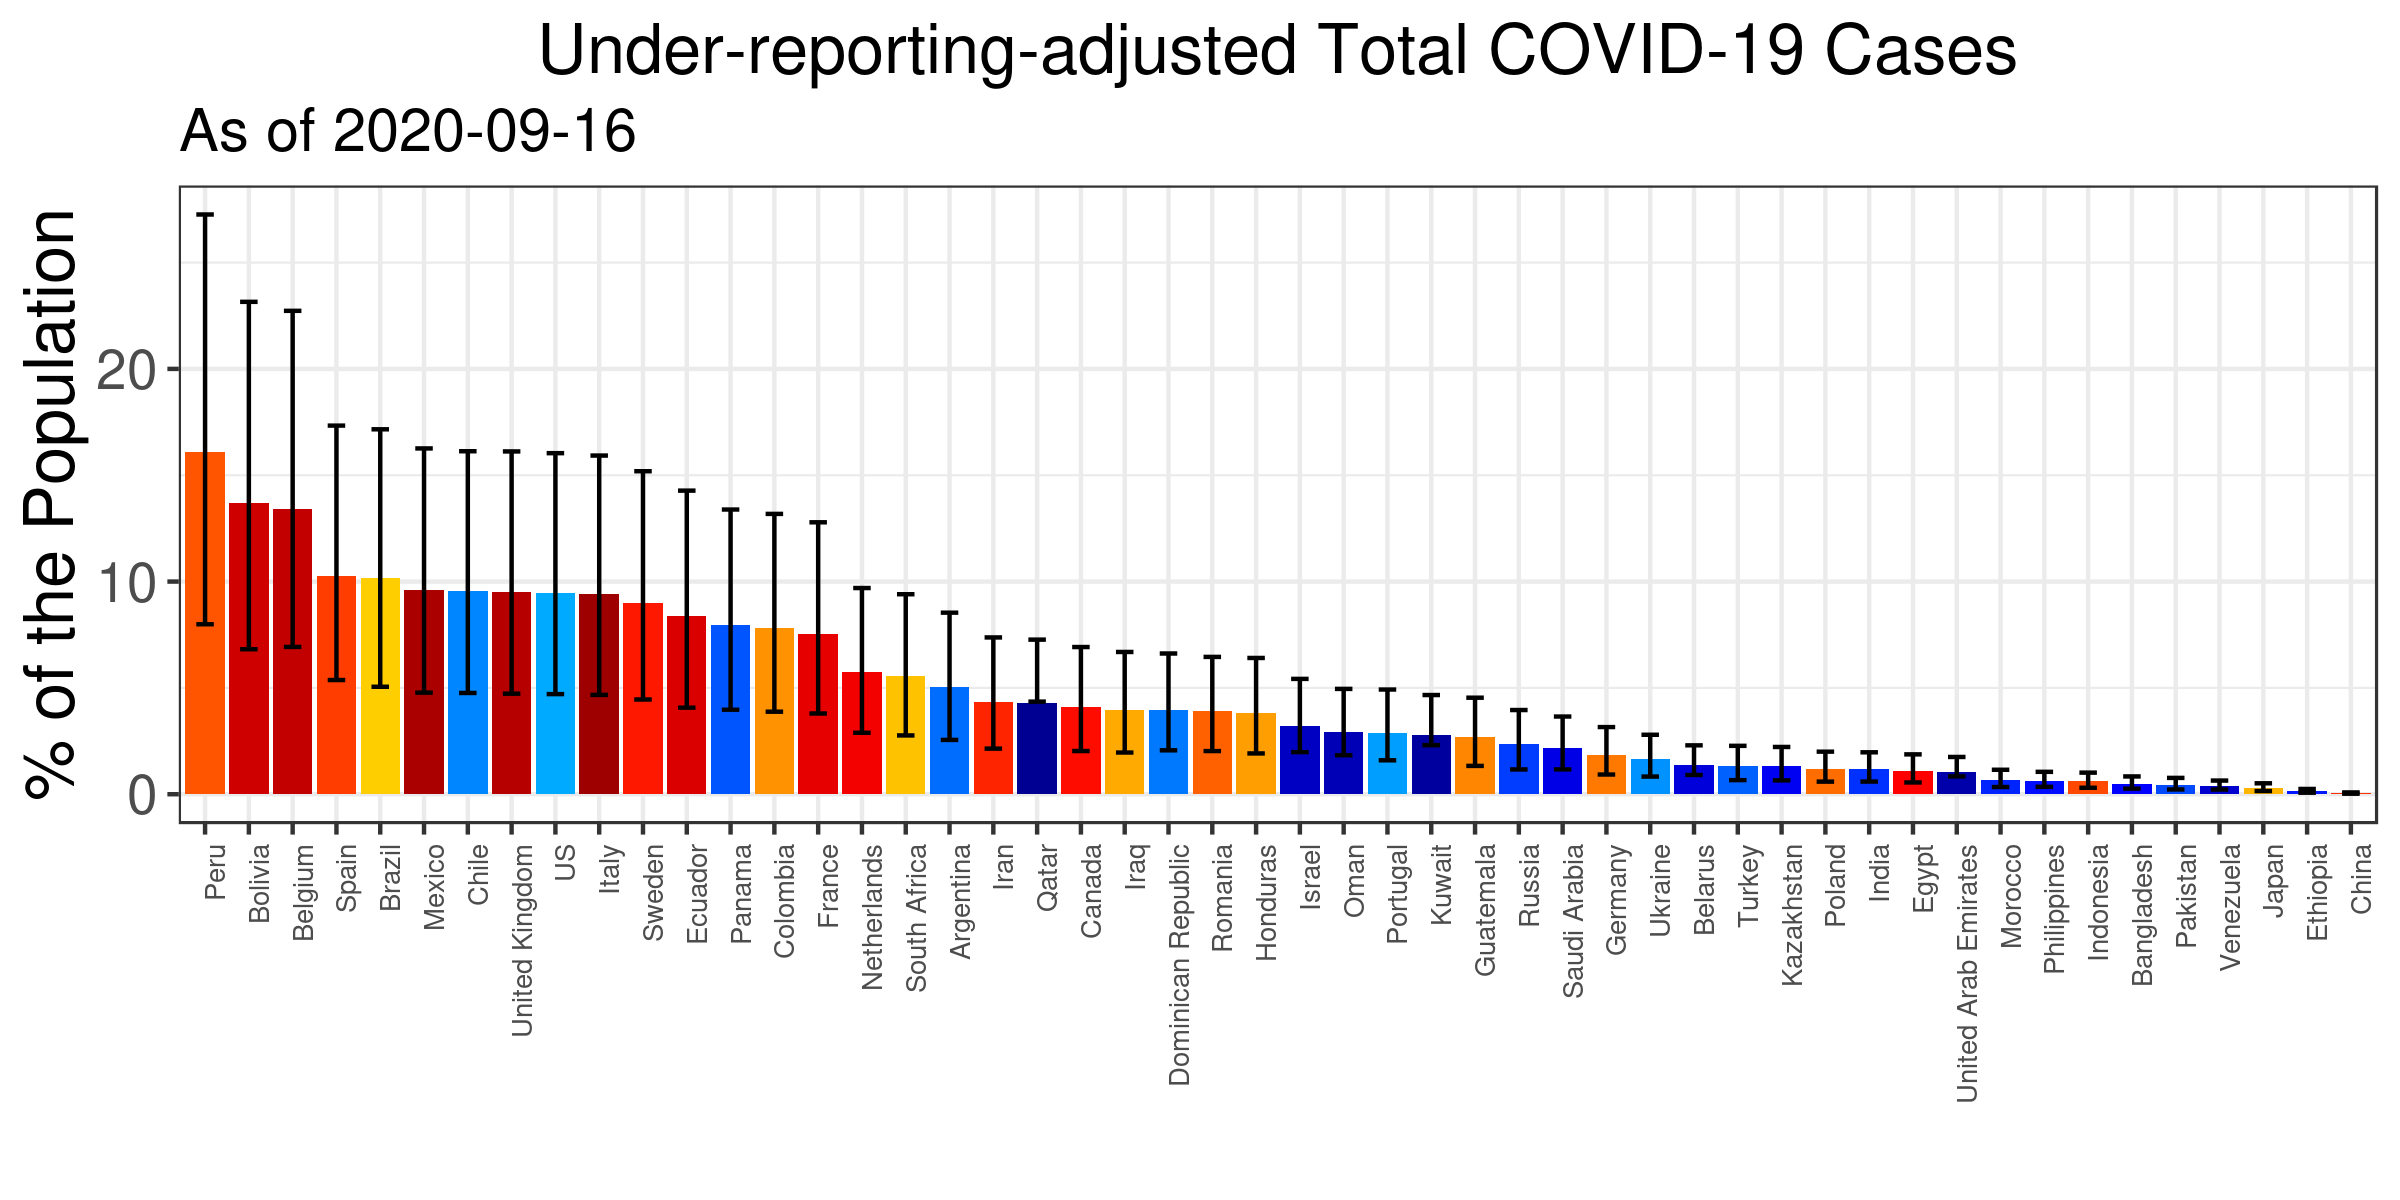 Under-reporting-adjusted Total COVID-19 Cases
As of 2020-09-16
% of the Population
20
10
0
Peru
Bolivia
Belgium
Spain
Brazil
Mexico
Chile
United Kingdom
US
Italy
Sweden
Ecuador
Panama
Colombia
France
Netherlands
South Africa
Argentina
Iran
Qatar
Canada
Iraq
Dominican Republic
Romania
Honduras
Israel
Oman
Portugal
Kuwait
Guatemala
Russia
Saudi Arabia
Germany
Ukraine
Belarus
Turkey
Kazakhstan
Poland
India
Egypt
United Arab Emirates
Morocco
Philippines
Indonesia
Bangladesh
Pakistan
Venezuela
Japan
Ethiopia
China